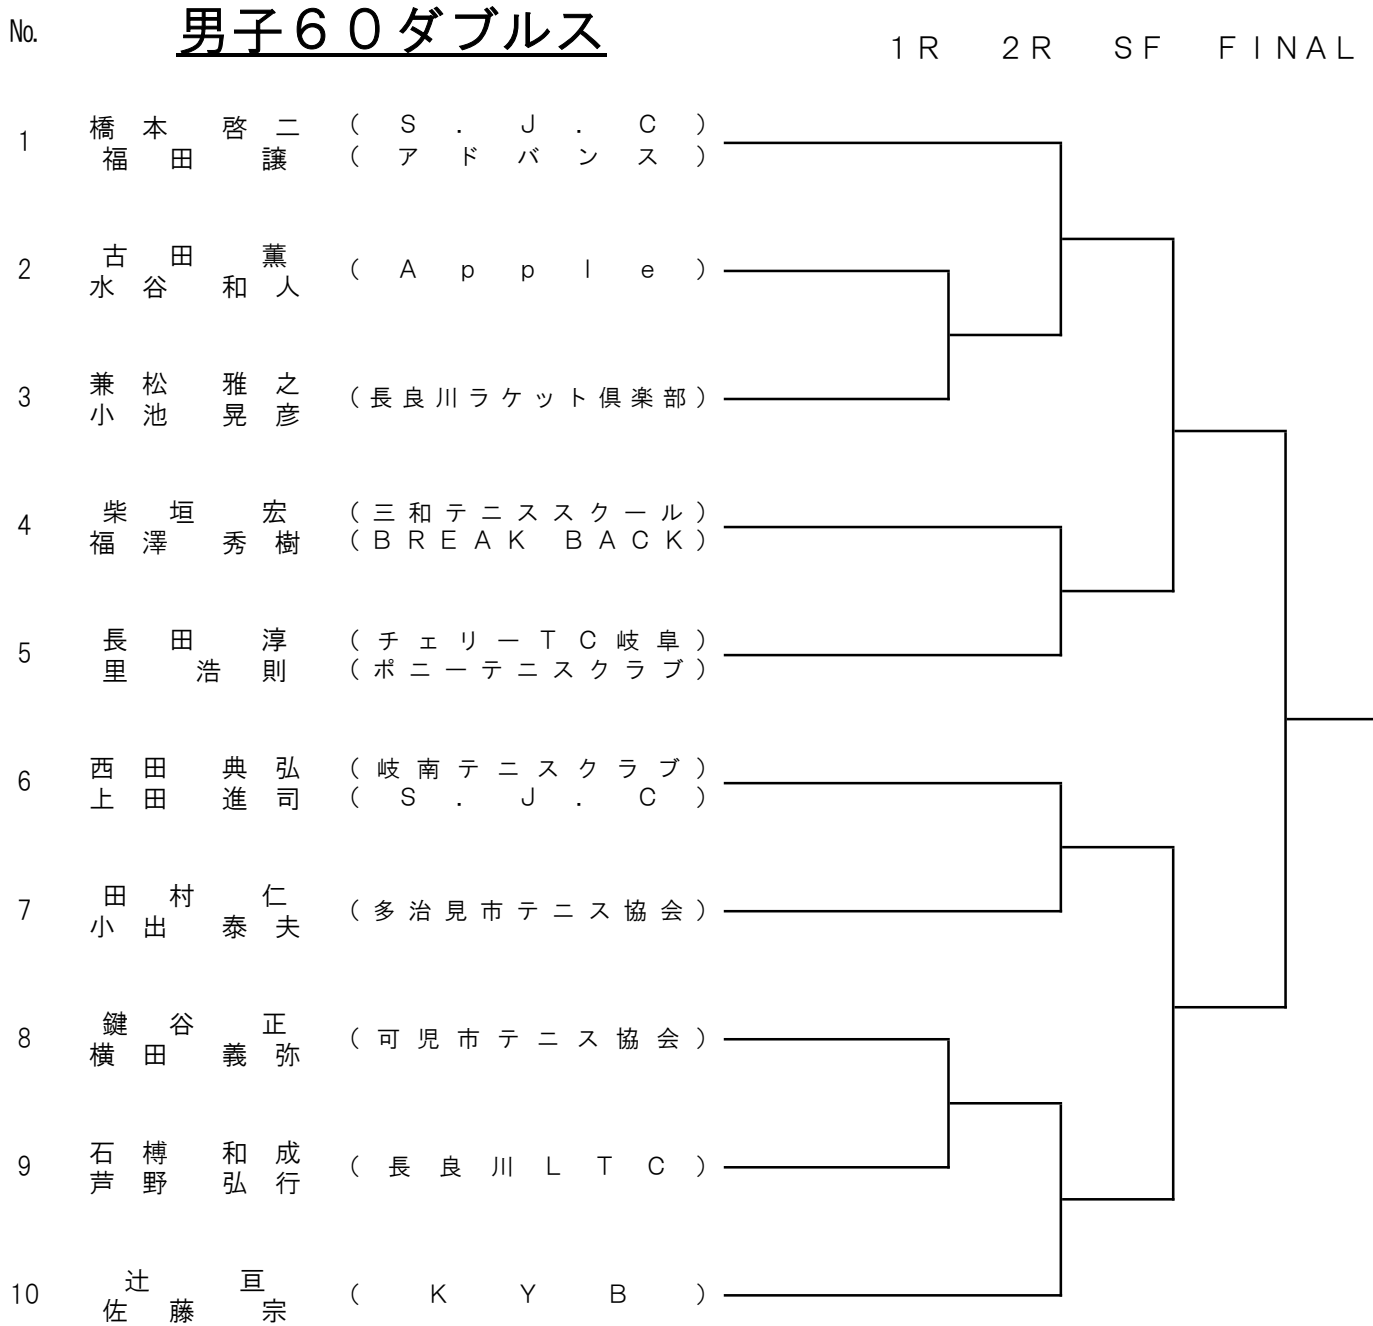 No. 男子６０ダブルス 1R 2R SF FINAL
1 橋本 啓二 (S.J.C)
福田 譲 (アドバンス)
2 古田 薫 (Apple)
水谷 和人
3 兼松 雅之 (長良川ラケット倶楽部)
小池 晃彦
4 柴垣 宏 (三和テニススクール)
福澤 秀樹 (BREAK BACK)
5 長田 淳 (チェリーTC岐阜)
里 浩則 (ポニーテニスクラブ)
6 西田 典弘 (岐南テニスクラブ)
上田 進司 (S.J.C)
7 田村 仁 (多治見市テニス協会)
小出 泰夫
8 鍵谷 正 (可児市テニス協会)
横田 義弥
9 石榑 和成 (長良川LTC)
芦野 弘行
10 辻 亘 (KYB)
佐藤 宗